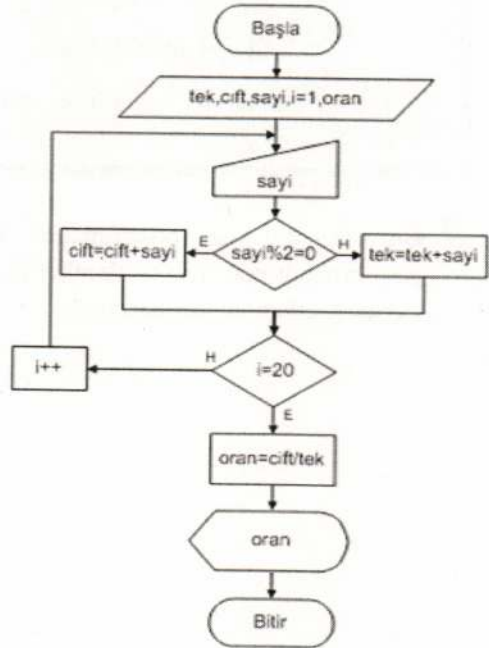 Başla
tek,cıft,sayi,i=1,oran
sayi
cift=cift+sayi
E
sayi%2=0
H
tek=tek+sayi
i++
H
i=20
E
oran=cift/tek
oran
Bitir